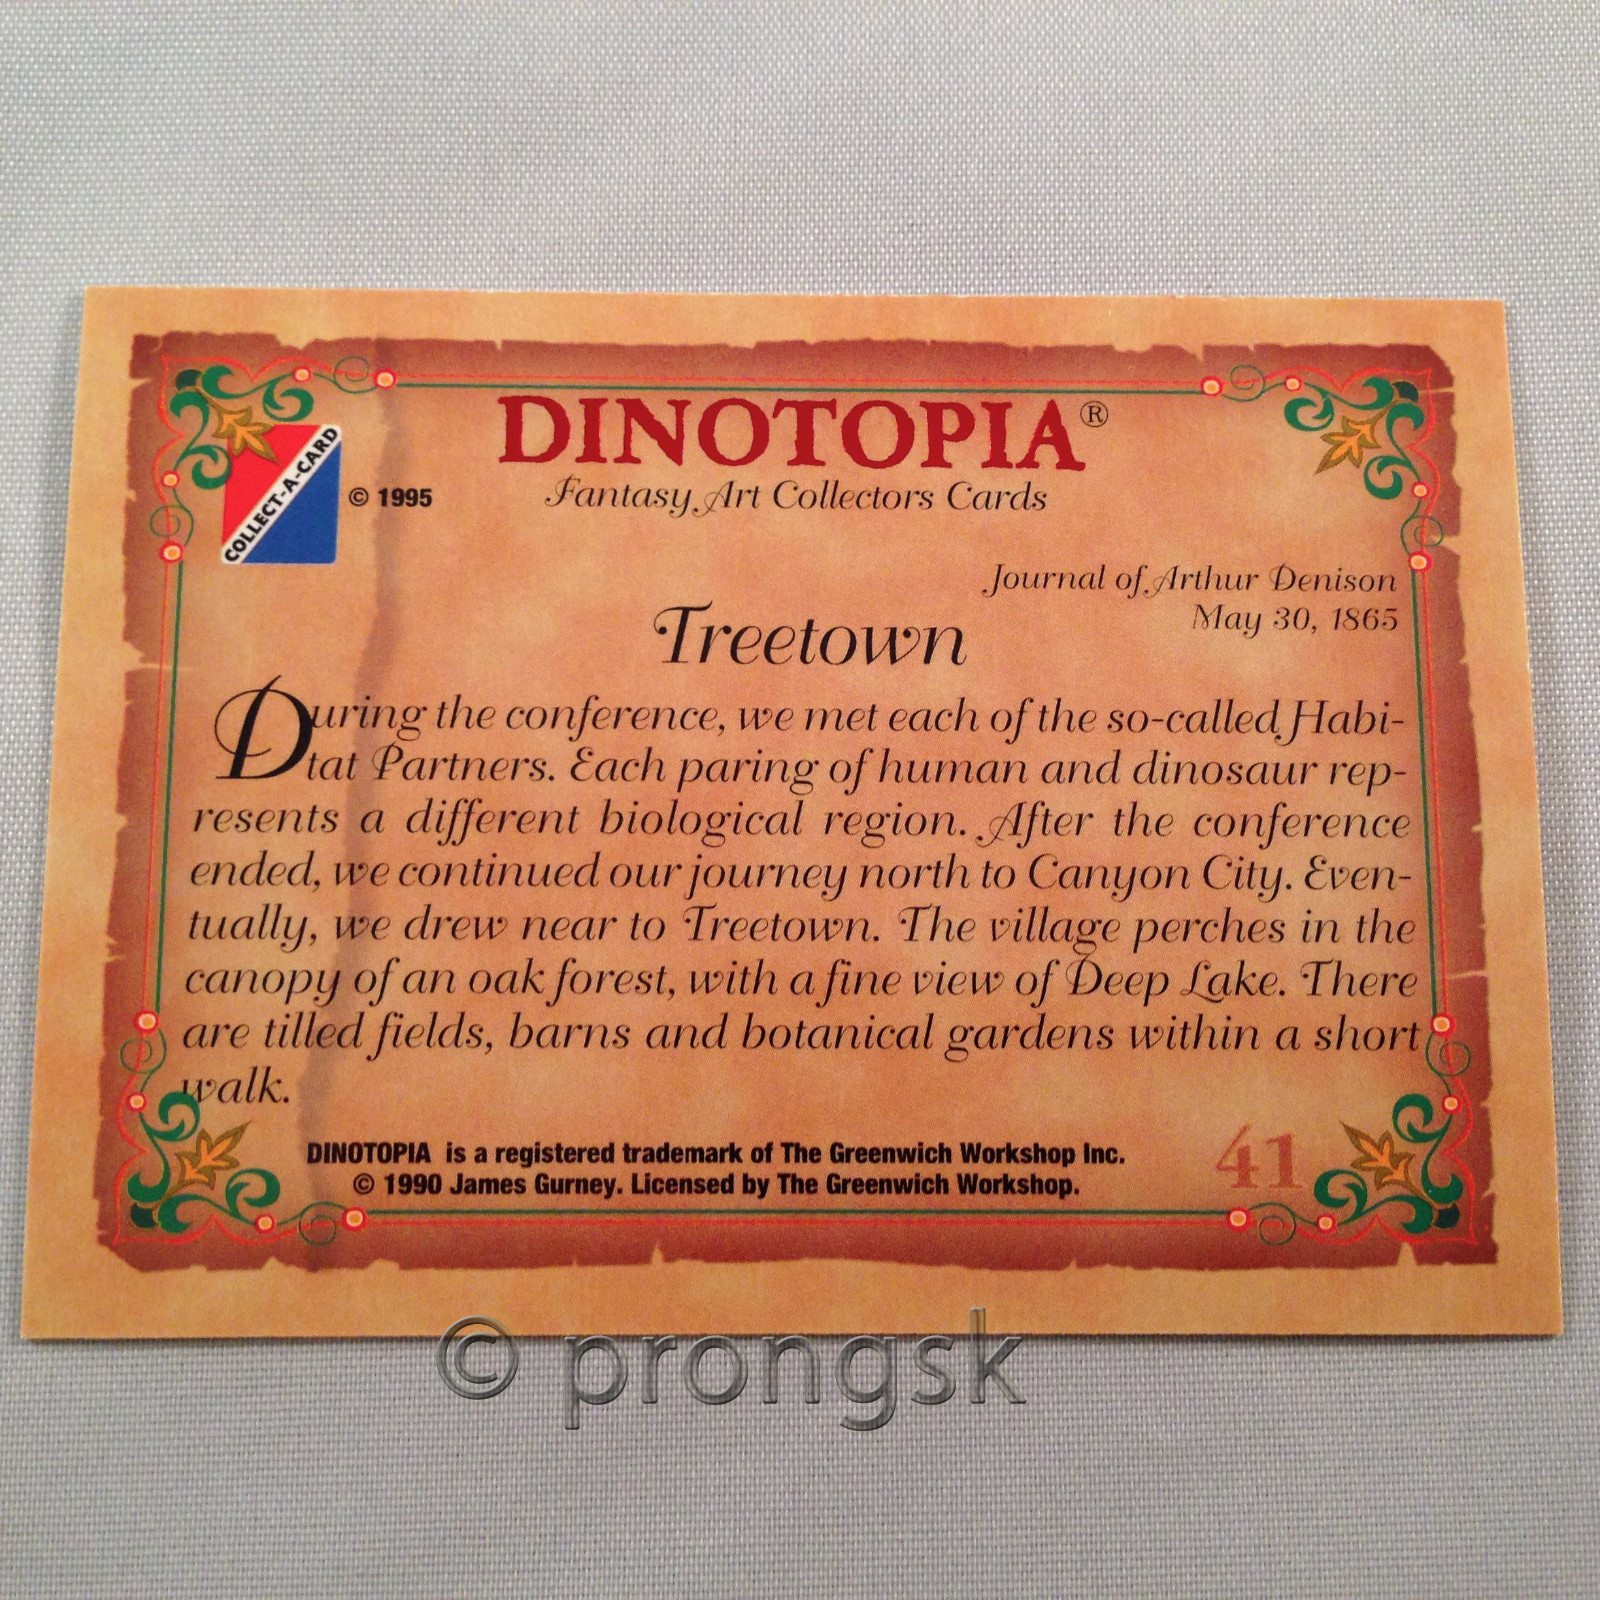 DINOTOPIA®
Fantasy Art Collectors Cards
COLLECT-A-CARD
© 1995
Journal of Arthur Denison
May 30, 1865
Treetown
During the conference, we met each of the so-called Habi-
tat Partners. Each paring of human and dinosaur rep-
resents a different biological region. After the conference
ended, we continued our journey north to Canyon City. Even-
tually, we drew near to Treetown. The village perches in the
canopy of an oak forest, with a fine view of Deep Lake. There
are tilled fields, barns and botanical gardens within a short
walk.
DINOTOPIA is a registered trademark of The Greenwich Workshop Inc.
© 1990 James Gurney. Licensed by The Greenwich Workshop.
41
© prongsk